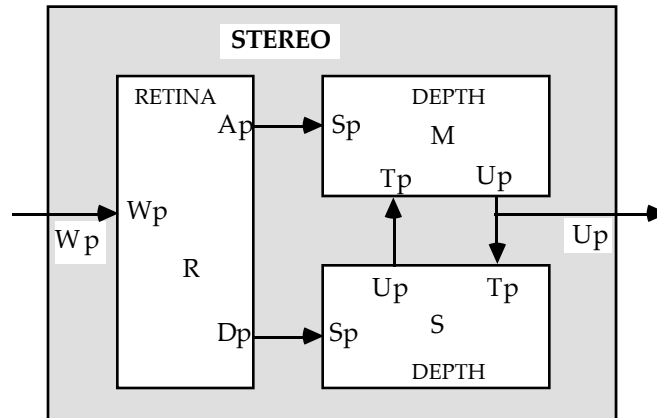 STEREO
RETINA
Ap
Wp
R
Dp
DEPTH
Sp
M
Tp Up
Wp
Up
Up Tp
Sp
S
DEPTH